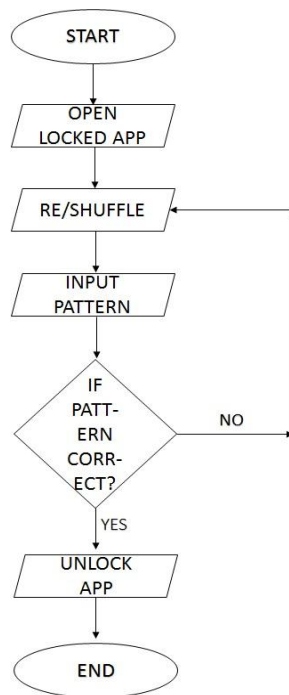 START
OPEN
LOCKED APP
RE/SHUFFLE
INPUT
PATTERN
IF
PATT-
ERN
CORR-
ECT?
NO
YES
UNLOCK
APP
END